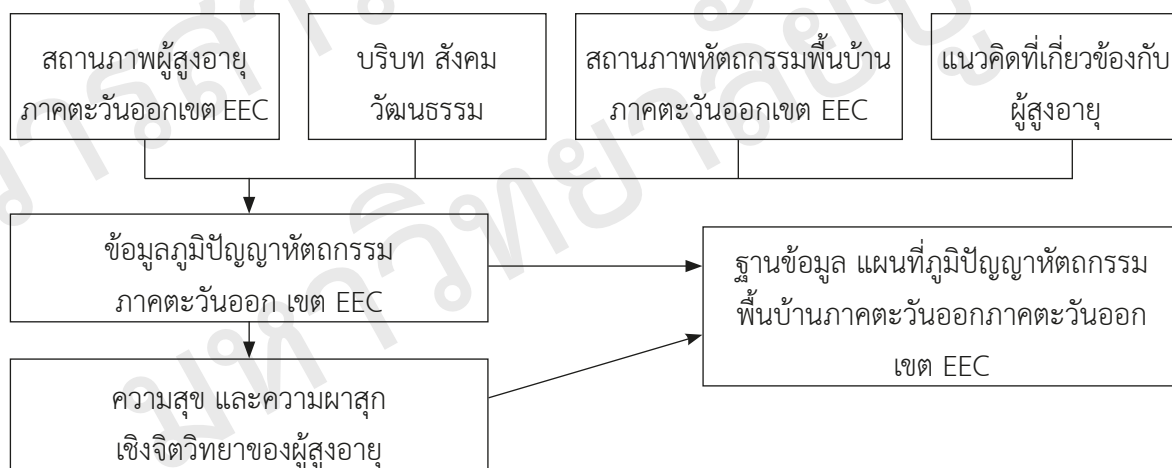 สถานภาพผู้สูงอายุ
ภาคตะวันออกเขต EEC
บริบท สังคม
วัฒนธรรม
สถานภาพหัตถกรรมพื้นบ้าน
ภาคตะวันออกเขต EEC
แนวคิดที่เกี่ยวข้องกับ
ผู้สูงอายุ
ข้อมูลภูมิปัญญาหัตถกรรม
ภาคตะวันออก เขต EEC
ฐานข้อมูล แผนที่ภูมิปัญญาหัตถกรรม
พื้นบ้านภาคตะวันออกภาคตะวันออก
เขต EEC
ความสุข และความผาสุก
เชิงจิตวิทยาของผู้สูงอายุ